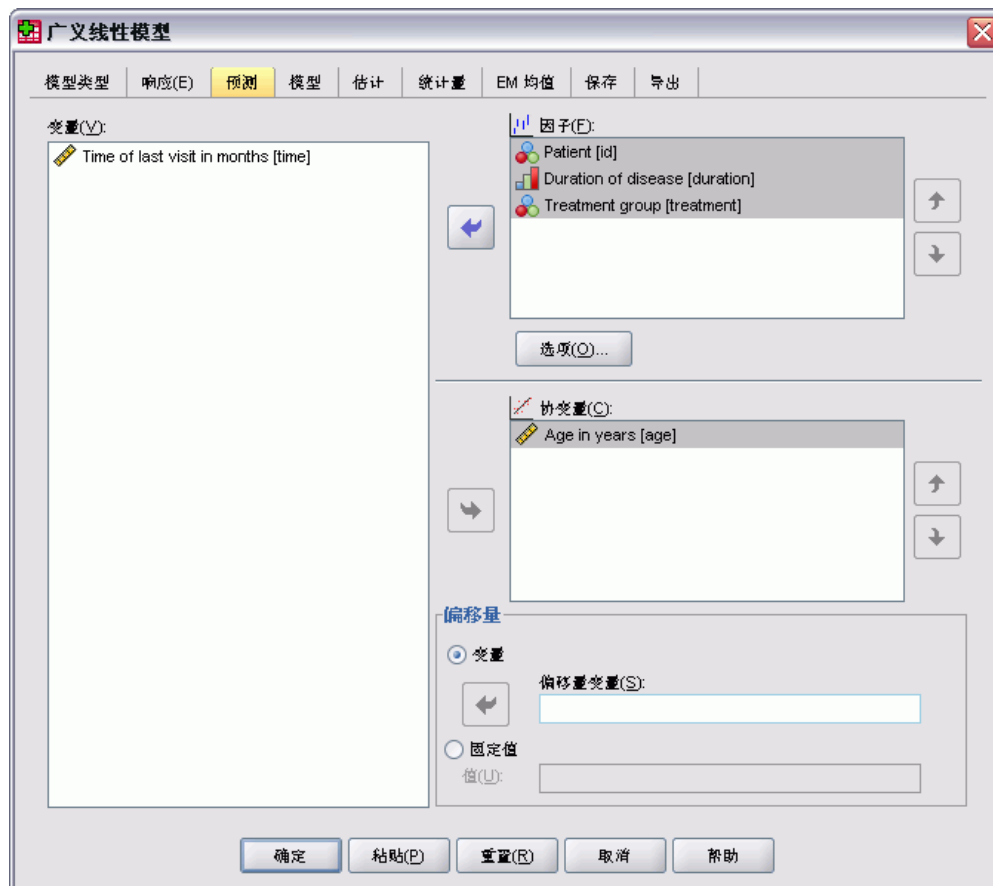 广义线性模型
模型类型 响应(E) 预测 模型 估计 统计量 EM 均值 保存 导出
变量(V):
Time of last visit in months [time]
因子(F):
Patient [id]
Duration of disease [duration]
Treatment group [treatment]
选项(O)...
协变量(C):
Age in years [age]
偏移量
变量
偏移量变量(S):
固定值
值(U):
确定 粘贴(P) 重置(R) 取消 帮助